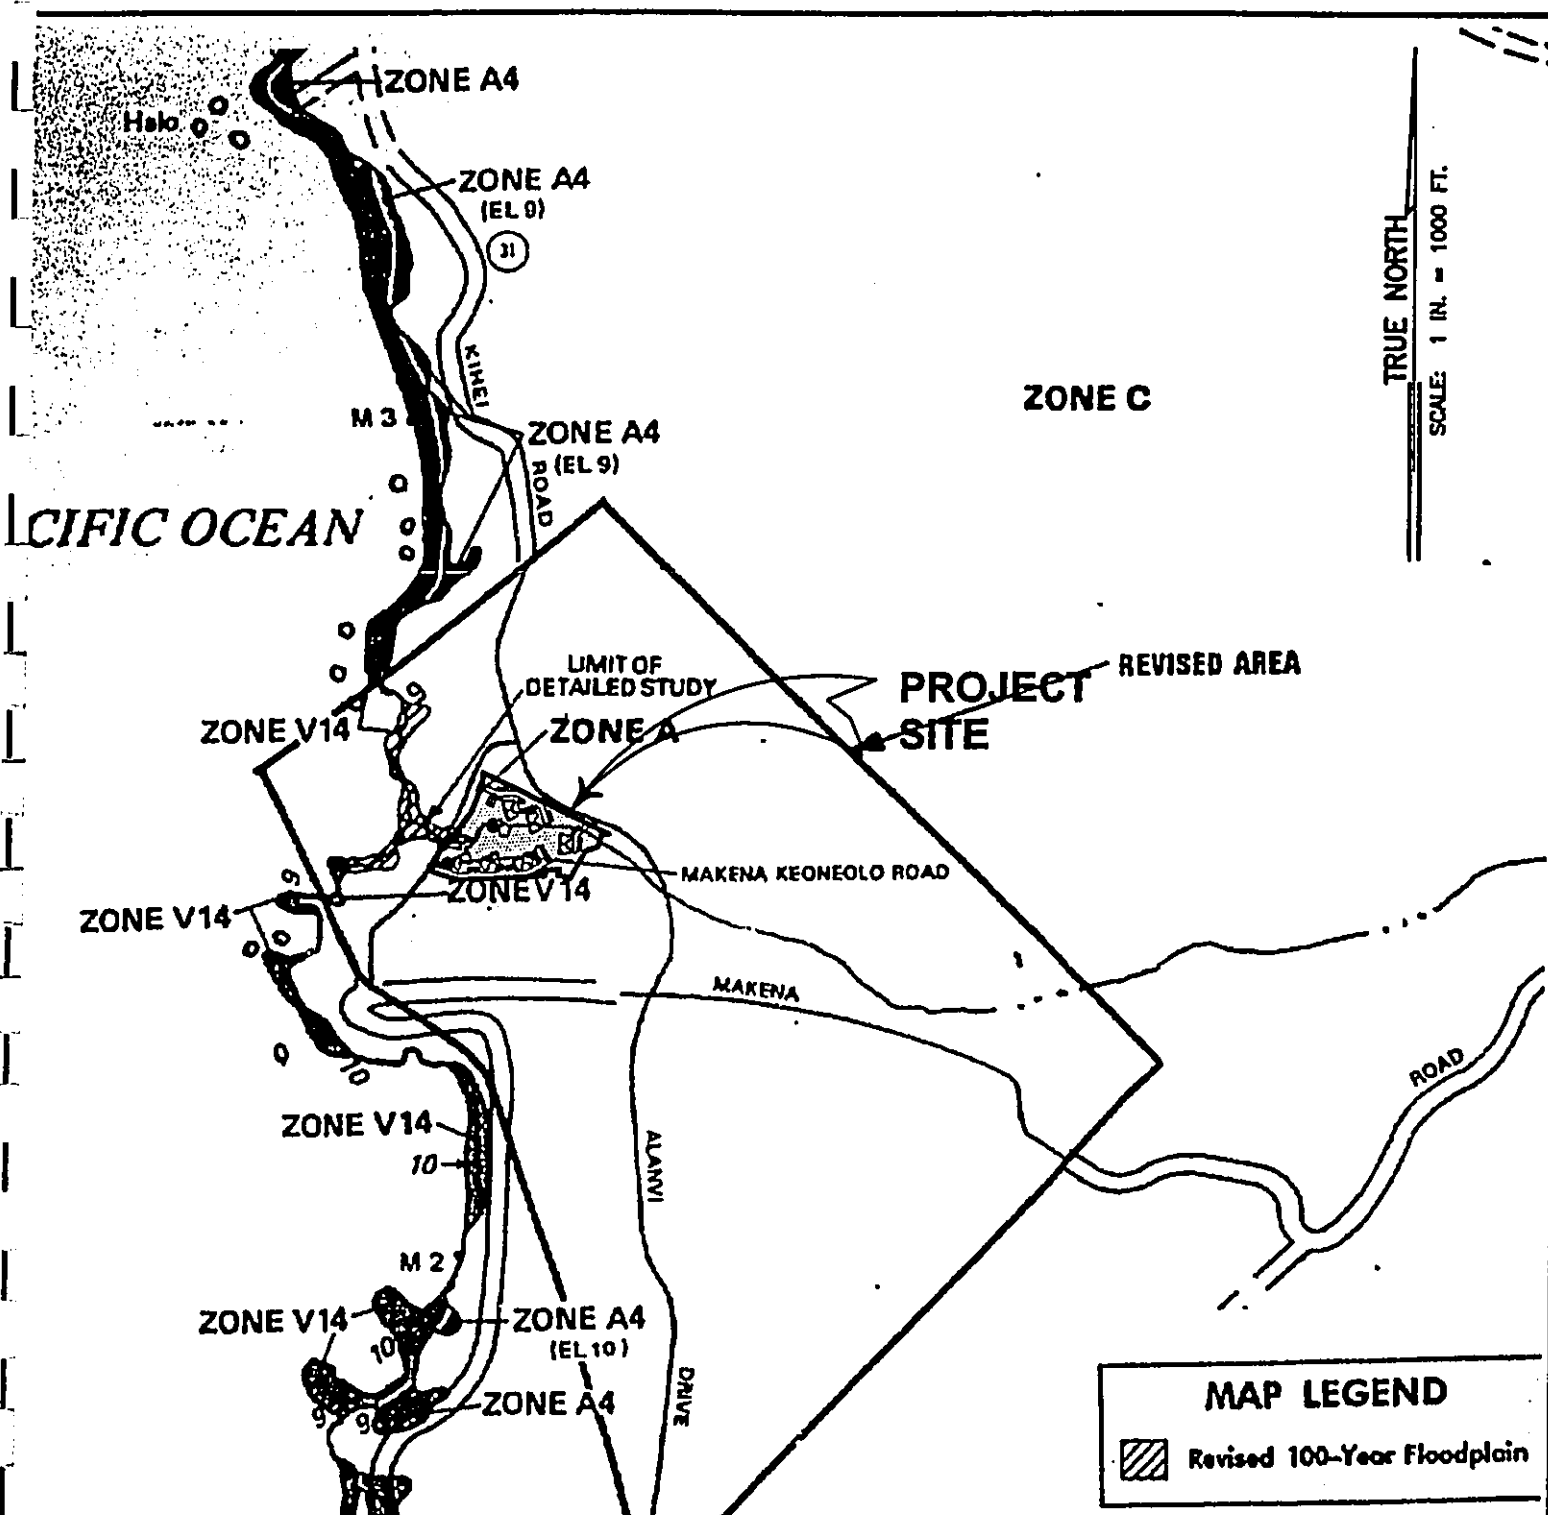 ZONE A4
Halo
ZONE A4
(EL 9)
31
TRUE NORTH
SCALE: 1 IN. = 1000 FT.
KIHEI
ZONE C
M 3
ZONE A4
(EL 9)
ROAD
CIFIC OCEAN
LIMIT OF
DETAILED STUDY
REVISED AREA
PROJECT
SITE
9
ZONE V14
ZONE A
MAKENA KEONEOLO ROAD
9
ZONE V14
ZONE V14
MAKENA
10
ROAD
ZONE V14
10
ALANVI
M 2
ZONE V14
ZONE A4
(EL 10)
10
DRIVE
ZONE A4
9
9
MAP LEGEND
Revised 100-Year Floodplain